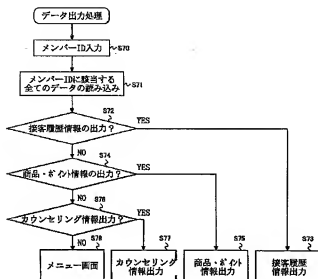 データ出力処理
メンバーID入力
S70
メンバーIDに該当する
全てのデータの読み込み
S71
S72
接客履歴情報の出力?
YES
NO
S74
商品・ポイント情報の出力?
YES
NO
S76
カウンセリング情報出力?
YES
NO
S78
メニュー画面
S77
カウンセリング
情報出力
S75
商品・ポイント
情報出力
S73
接客履歴
情報出力